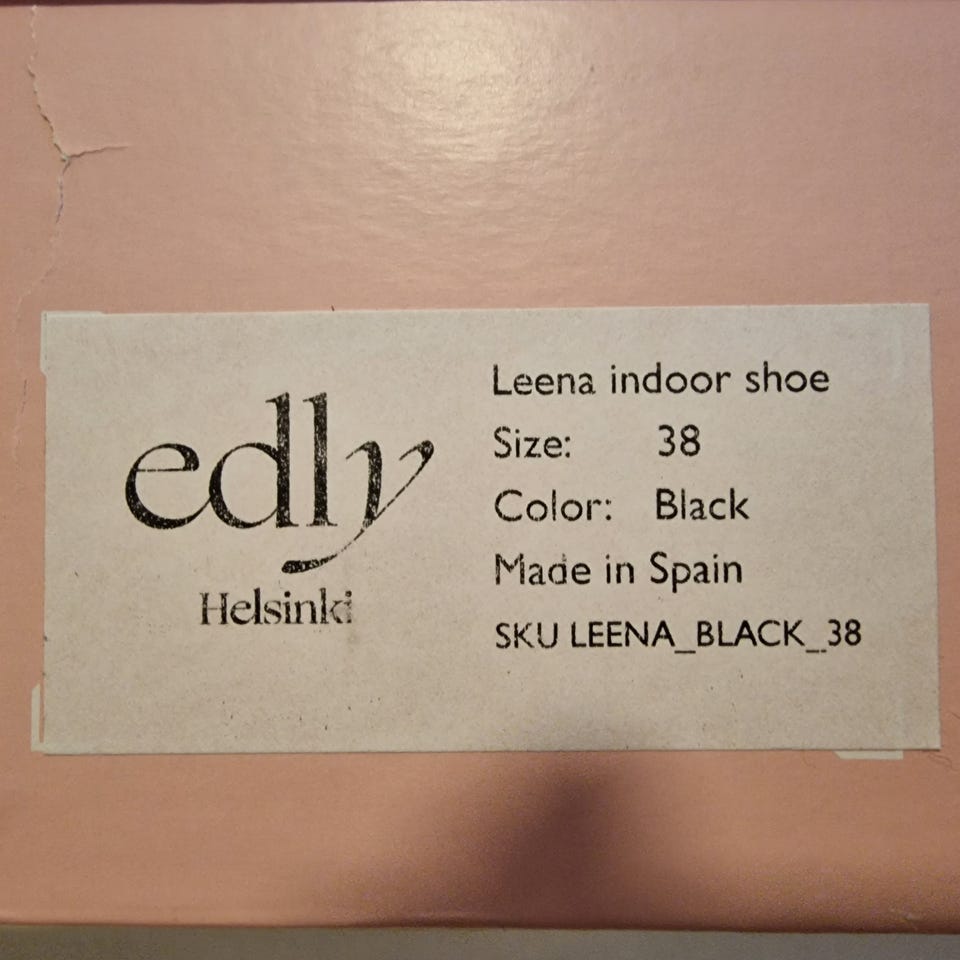 edly
Helsinki
Leena indoor shoe
Size: 38
Color: Black
Made in Spain
SKU LEENA_BLACK_38